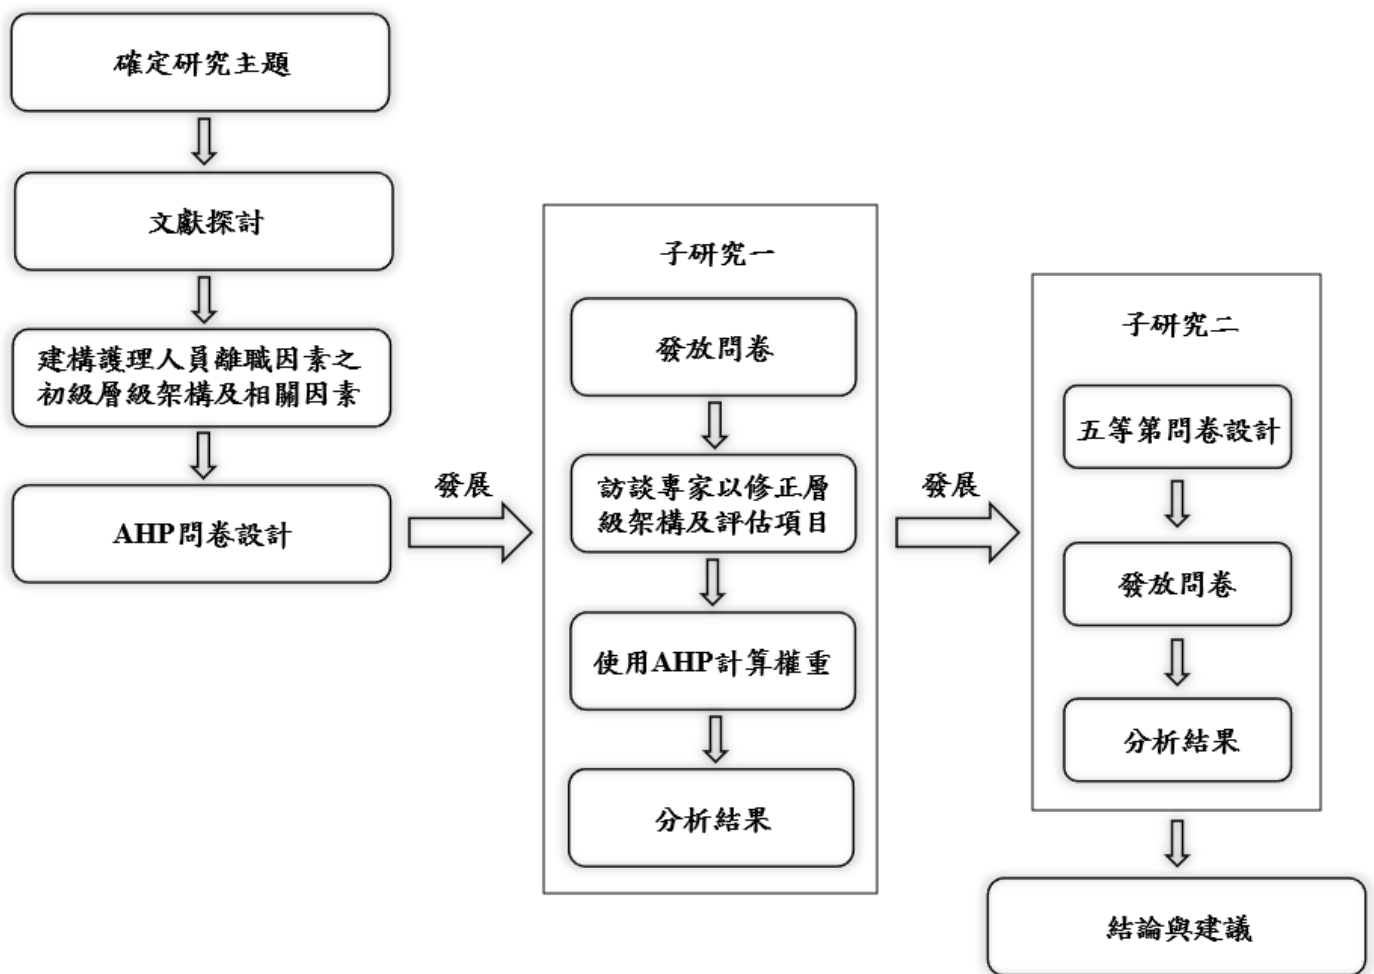 確定研究主題
文獻探討
建構護理人員離職因素之
初級層級架構及相關因素
AHP問卷設計
發展
子研究一
發放問卷
訪談專家以修正層
級架構及評估項目
使用AHP計算權重
分析結果
發展
子研究二
五等第問卷設計
發放問卷
分析結果
結論與建議